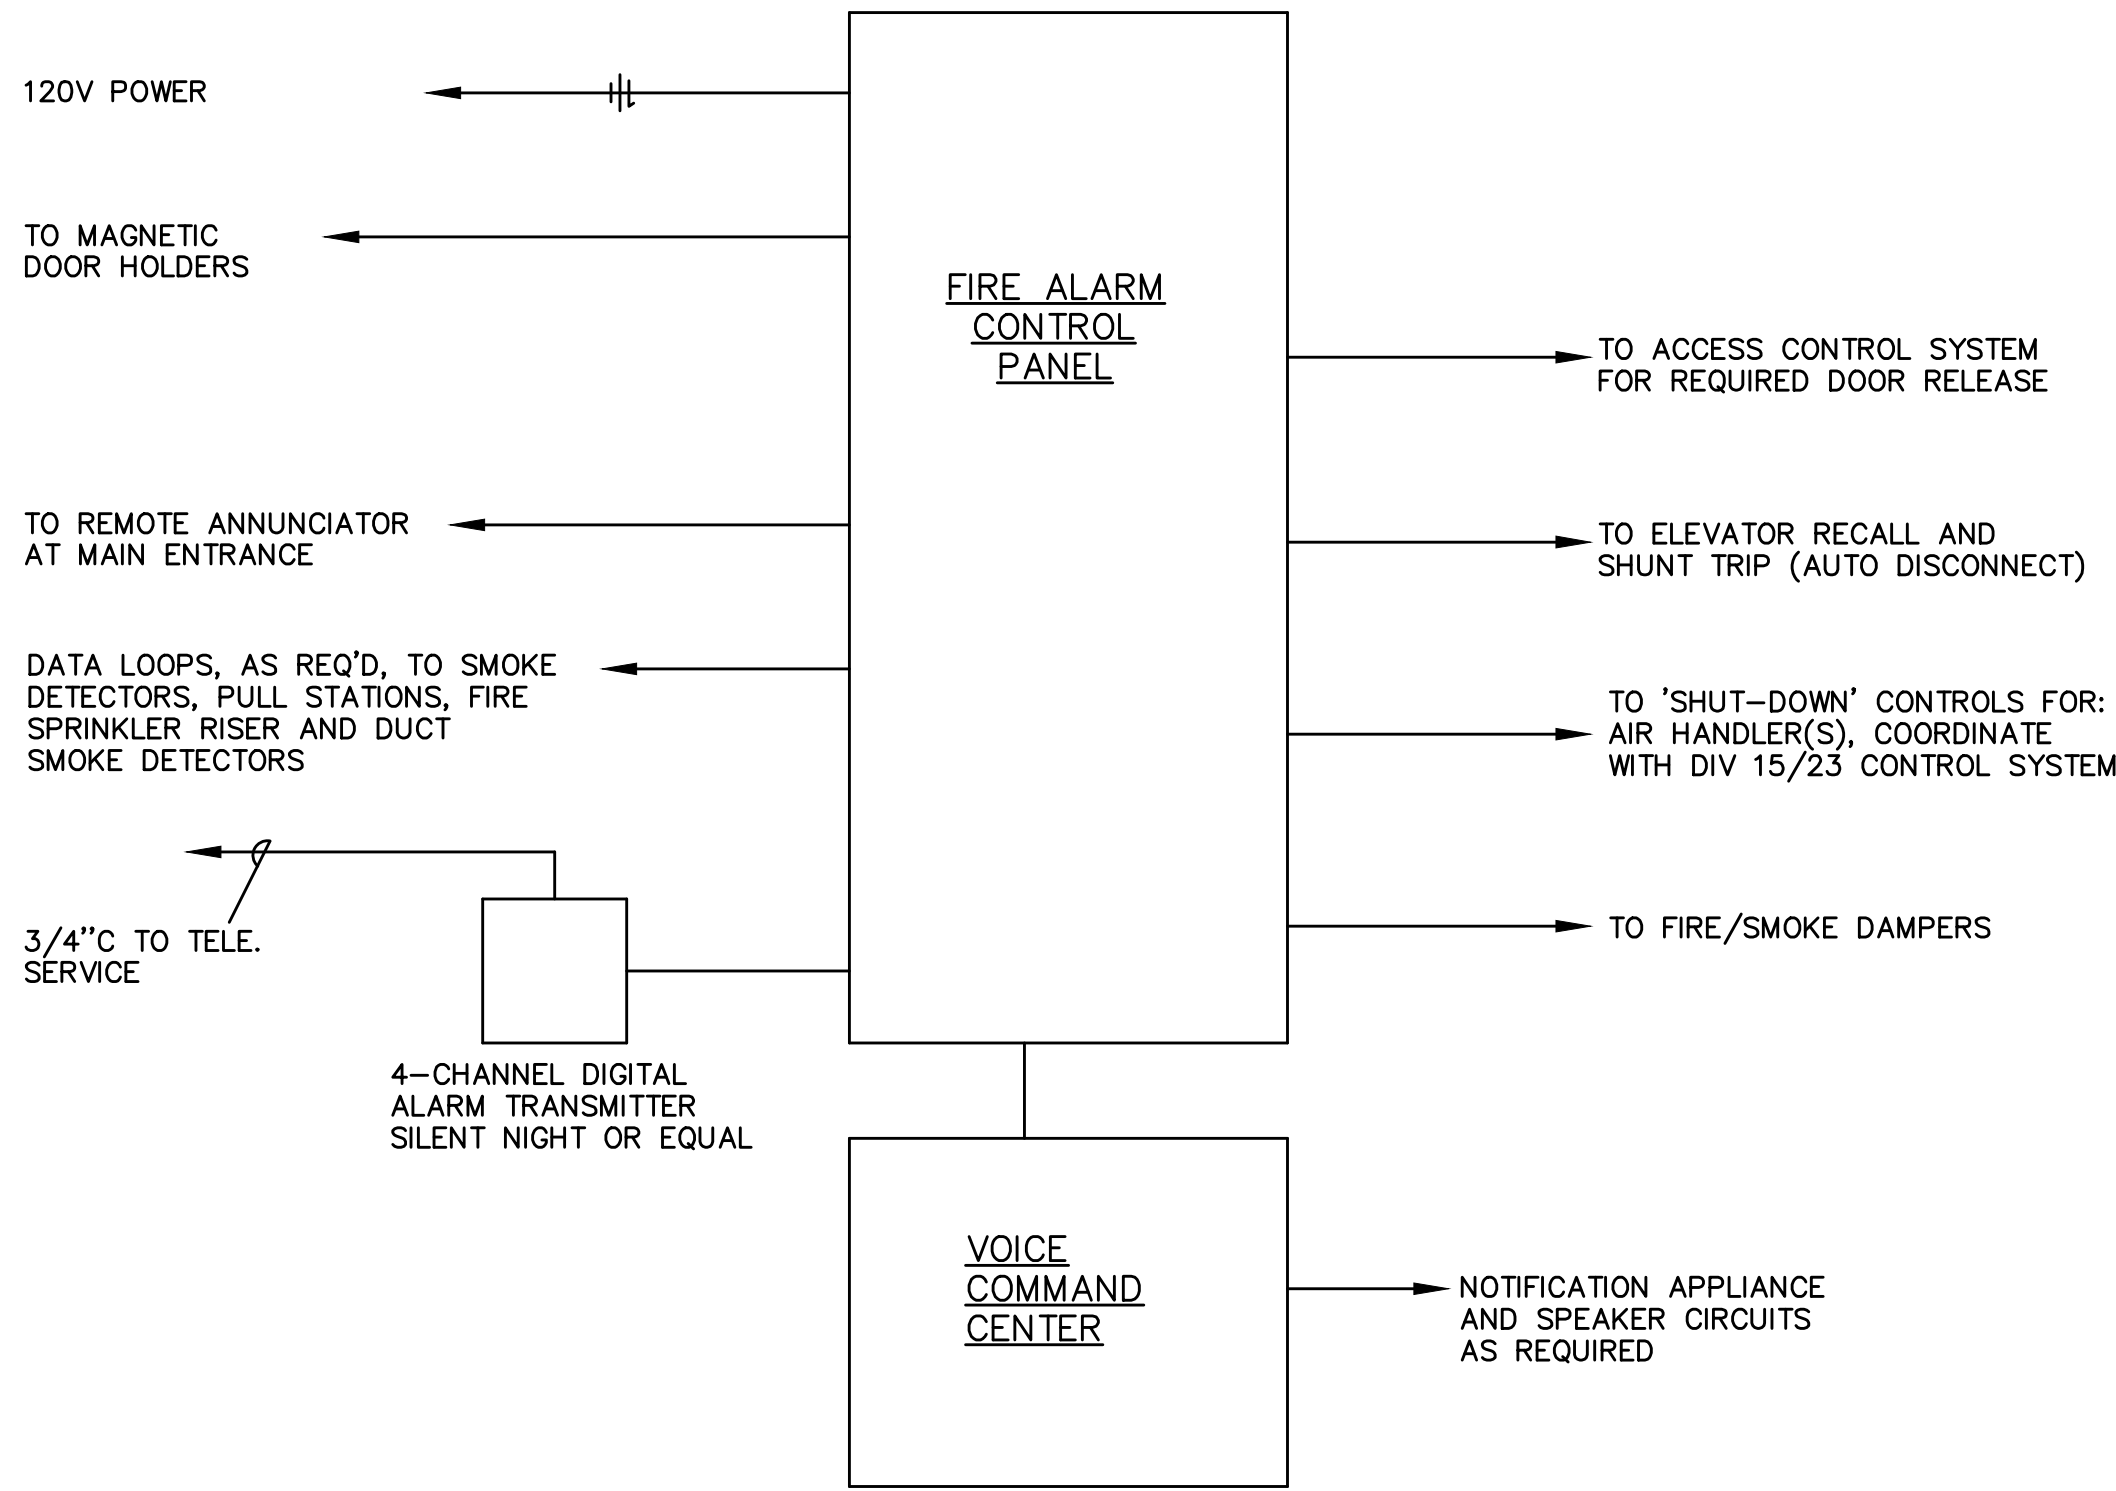 120V POWER
TO MAGNETIC
DOOR HOLDERS
TO REMOTE ANNUNCIATOR
AT MAIN ENTRANCE
DATA LOOPS, AS REQ'D, TO SMOKE
DETECTORS, PULL STATIONS, FIRE
SPRINKLER RISER AND DUCT
SMOKE DETECTORS
3/4"C TO TELE.
SERVICE
4-CHANNEL DIGITAL
ALARM TRANSMITTER
SILENT NIGHT OR EQUAL
FIRE ALARM
CONTROL
PANEL
TO ACCESS CONTROL SYSTEM
FOR REQUIRED DOOR RELEASE
TO ELEVATOR RECALL AND
SHUNT TRIP (AUTO DISCONNECT)
TO 'SHUT-DOWN' CONTROLS FOR:
AIR HANDLER(S), COORDINATE
WITH DIV 15/23 CONTROL SYSTEM
TO FIRE/SMOKE DAMPERS
VOICE
COMMAND
CENTER
NOTIFICATION APPLIANCE
AND SPEAKER CIRCUITS
AS REQUIRED